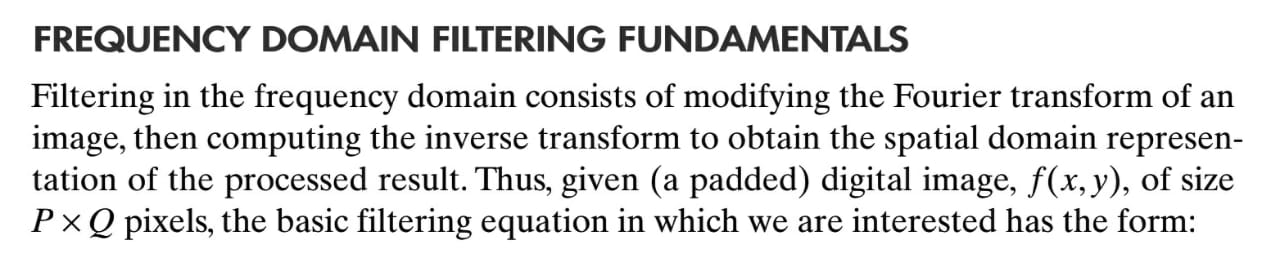 FREQUENCY DOMAIN FILTERING FUNDAMENTALS
Filtering in the frequency domain consists of modifying the Fourier transform of an
image, then computing the inverse transform to obtain the spatial domain represen-
tation of the processed result. Thus, given (a padded) digital image, f(x, y), of size
P × Q pixels, the basic filtering equation in which we are interested has the form: